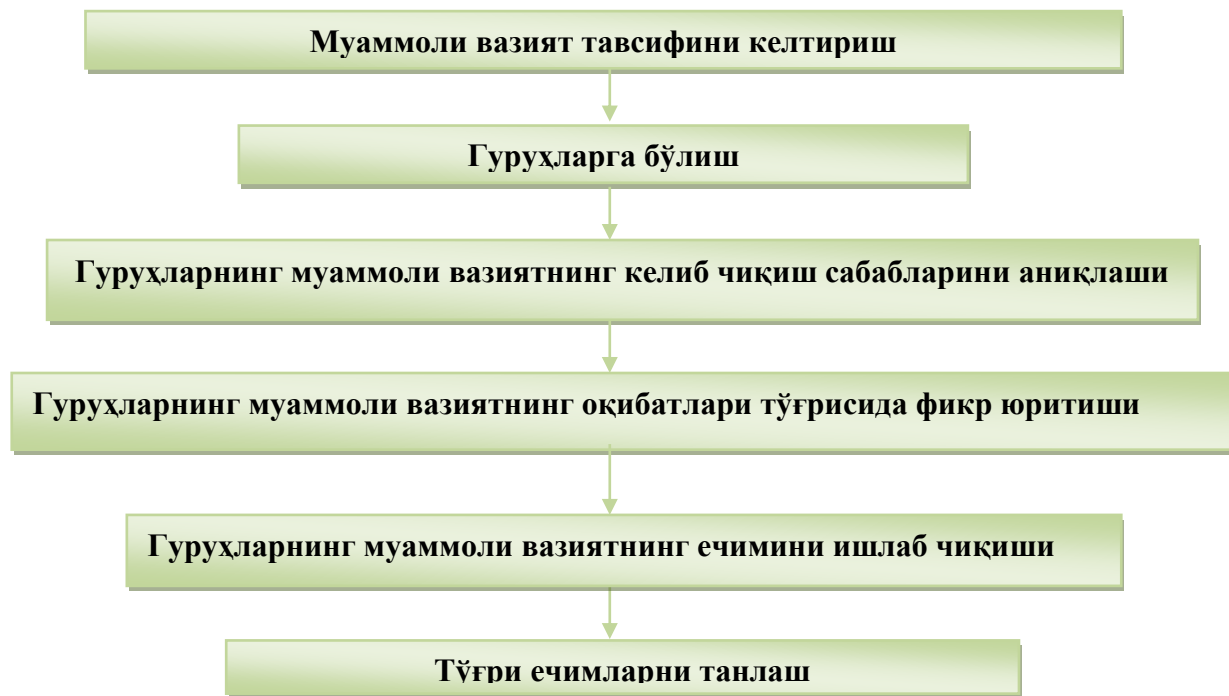 Муаммоли вазият тавсифини келтириш
Гуруҳларга бўлиш
Гуруҳларнинг муаммоли вазиятнинг келиб чиқиш сабабларини аниқлаши
Гуруҳларнинг муаммоли вазиятнинг оқибатлари тўғрисида фикр юритиши
Гуруҳларнинг муаммоли вазиятнинг ечимини ишлаб чиқиши
Тўғри ечимларни танлаш